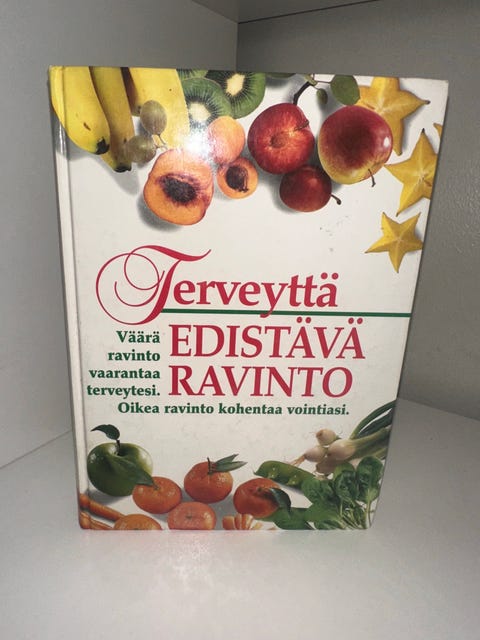 Terveyttä
EDISTÄVÄ
RAVINTO
Väärä
ravinto
vaarantaa
terveytesi.
Oikea ravinto kohentaa vointiasi.